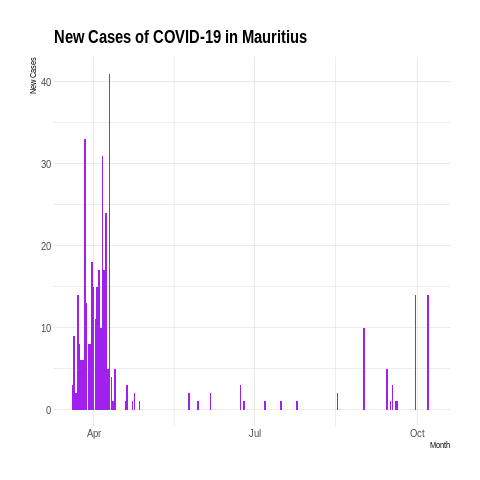 New Cases of COVID-19 in Mauritius
New Cases
40
30
20
10
0
Apr
Jul
Oct
Month